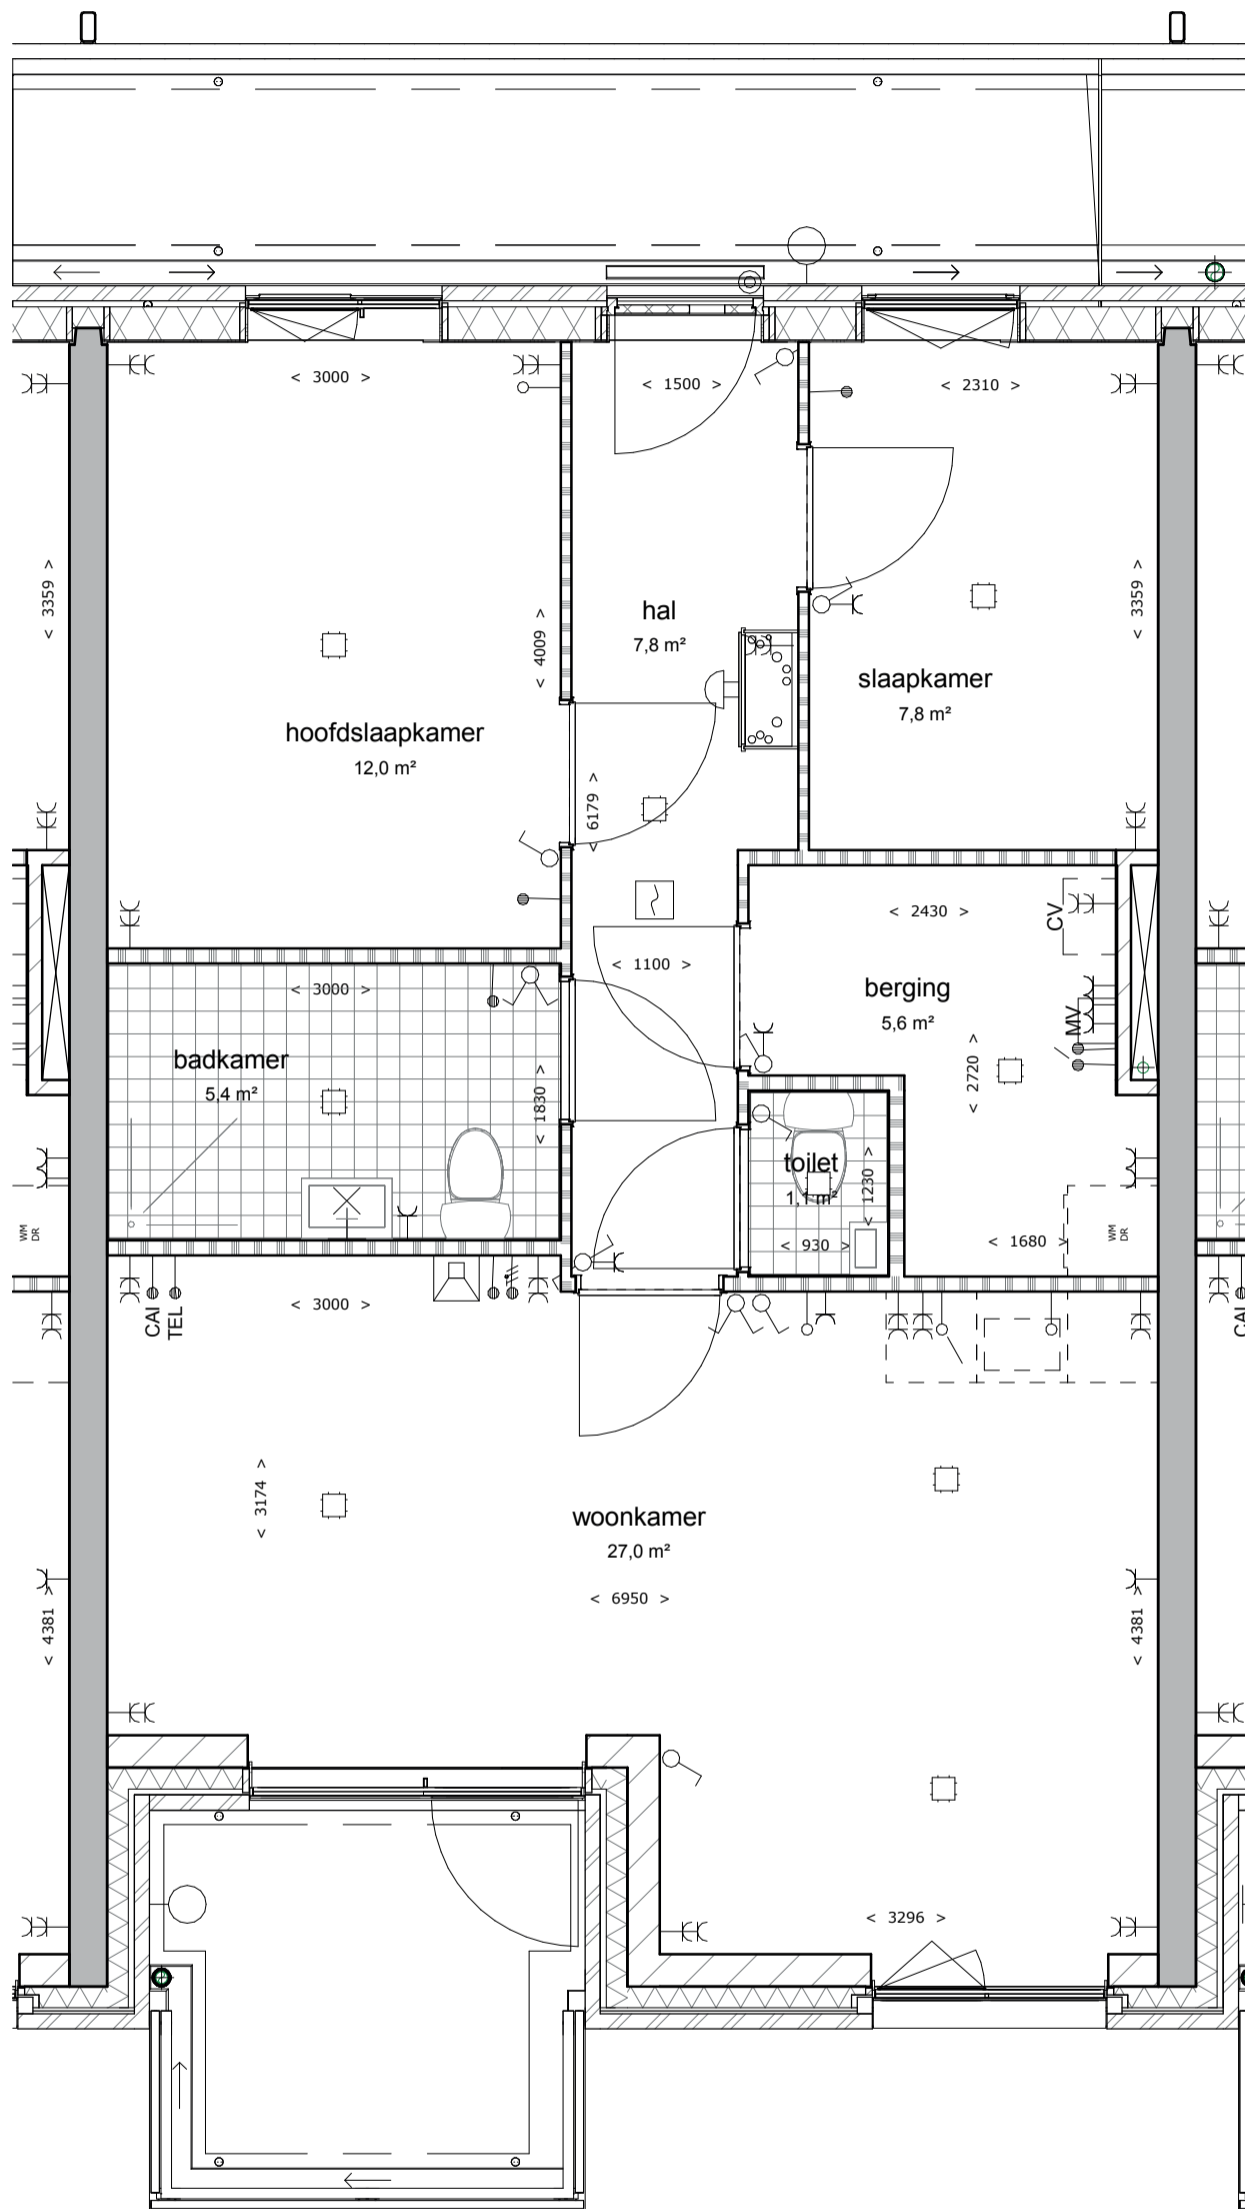 < 3000 >
< 1500 >
< 2310 >
< 3359 >
< 4009 >
< 3359 >
hal
7,8 m²
slaapkamer
7,8 m²
hoofdslaapkamer
12,0 m²
< 6179 >
< 2430 >
CV
< 1100 >
< 3000 >
berging
5,6 m²
MV
badkamer
5,4 m²
< 1830 >
< 2720 >
toilet
1,1 m²
< 1230 >
< 930 >
< 1680 >
WM
DR
WM
DR
CAI
TEL
< 3000 >
CAI
< 3174 >
woonkamer
27,0 m²
< 6950 >
< 4381 >
< 4381 >
< 3296 >